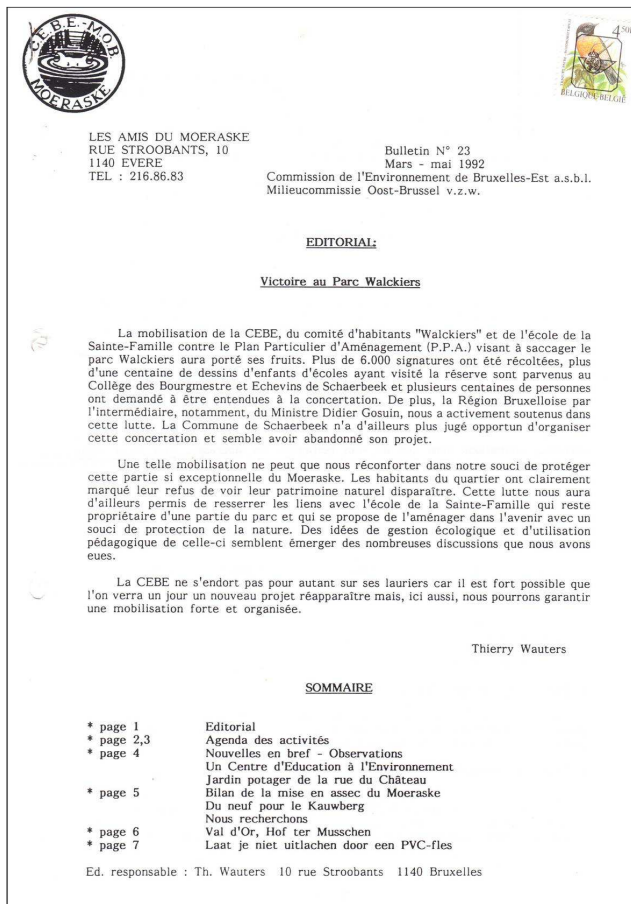 C.E.B.E.-M.O.B.
MOERASKE
4,50F
BELGIQUE-BELGIË
LES AMIS DU MOERASKE
RUE STROOBANTS, 10
1140 EVERE
TEL : 216.86.83
Bulletin N° 23
Mars - mai 1992
Commission de l'Environnement de Bruxelles-Est a.s.b.l.
Milieucommissie Oost-Brussel v.z.w.
EDITORIAL:
Victoire au Parc Walckiers
La mobilisation de la CEBE, du comité d'habitants "Walckiers" et de l'école de la
Sainte-Famille contre le Plan Particulier d'Aménagement (P.P.A.) visant à saccager le
parc Walckiers aura porté ses fruits. Plus de 6.000 signatures ont été récoltées, plus
d'une centaine de dessins d'enfants d'écoles ayant visité la réserve sont parvenus au
Collège des Bourgmestre et Echevins de Schaerbeek et plusieurs centaines de personnes
ont demandé à être entendues à la concertation. De plus, la Région Bruxelloise par
l'intermédiaire, notamment, du Ministre Didier Gosuin, nous a activement soutenus dans
cette lutte. La Commune de Schaerbeek n'a d'ailleurs plus jugé opportun d'organiser
cette concertation et semble avoir abandonné son projet.
Une telle mobilisation ne peut que nous réconforter dans notre souci de protéger
cette partie si exceptionnelle du Moeraske. Les habitants du quartier ont clairement
marqué leur refus de voir leur patrimoine naturel disparaître. Cette lutte nous aura
d'ailleurs permis de resserrer les liens avec l'école de la Sainte-Famille qui reste
propriétaire d'une partie du parc et qui se propose de l'aménager dans l'avenir avec un
souci de protection de la nature. Des idées de gestion écologique et d'utilisation
pédagogique de celle-ci semblent émerger des nombreuses discussions que nous avons
eues.
La CEBE ne s'endort pas pour autant sur ses lauriers car il est fort possible que
l'on verra un jour un nouveau projet réapparaître mais, ici aussi, nous pourrons garantir
une mobilisation forte et organisée.
Thierry Wauters
SOMMAIRE
* page 1 Editorial
* page 2,3 Agenda des activités
* page 4 Nouvelles en bref - Observations
Un Centre d'Education à l'Environnement
Jardin potager de la rue du Château
* page 5 Bilan de la mise en assec du Moeraske
Du neuf pour le Kauwberg
Nous recherchons
* page 6 Val d'Or, Hof ter Musschen
* page 7 Laat je niet uitlachen door een PVC-fles
Ed. responsable : Th. Wauters 10 rue Stroobants 1140 Bruxelles